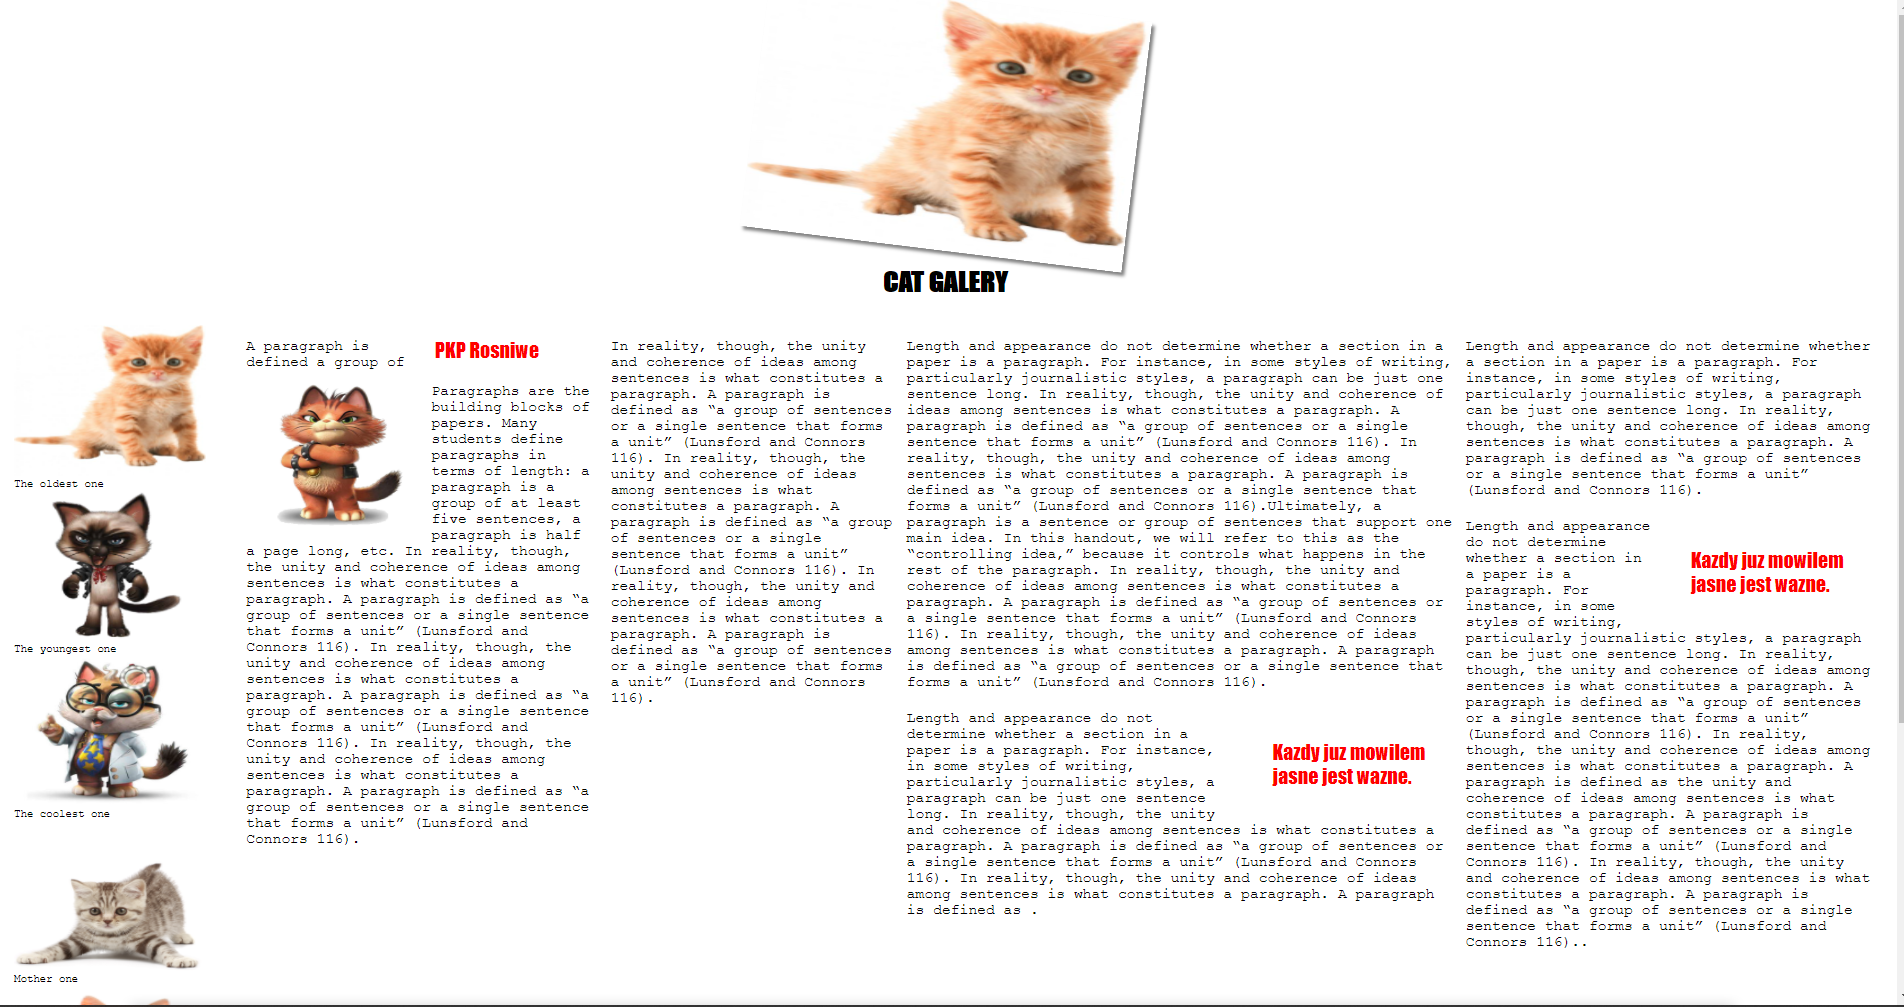 CAT GALERY
The oldest one
The youngest one
The coolest one
Mother one
A paragraph is
defined a group of
PKP Rosniwe
Paragraphs are the
building blocks of
papers. Many
students define
paragraphs in
terms of length: a
paragraph is a
group of at least
five sentences, a
paragraph is half
a page long, etc. In reality, though,
the unity and coherence of ideas among
sentences is what constitutes a
paragraph. A paragraph is defined as “a
group of sentences or a single sentence
that forms a unit” (Lunsford and
Connors 116). In reality, though, the
unity and coherence of ideas among
sentences is what constitutes a
paragraph. A paragraph is defined as “a
group of sentences or a single sentence
that forms a unit” (Lunsford and
Connors 116). In reality, though, the
unity and coherence of ideas among
sentences is what constitutes a
paragraph. A paragraph is defined as “a
group of sentences or a single sentence
that forms a unit” (Lunsford and
Connors 116).
In reality, though, the unity
and coherence of ideas among
sentences is what constitutes a
paragraph. A paragraph is
defined as “a group of sentences
or a single sentence that forms
a unit” (Lunsford and Connors
116). In reality, though, the
unity and coherence of ideas
among sentences is what
constitutes a paragraph. A
paragraph is defined as “a group
of sentences or a single
sentence that forms a unit”
(Lunsford and Connors 116). In
reality, though, the unity and
coherence of ideas among
sentences is what constitutes a
paragraph. A paragraph is
defined as “a group of sentences
or a single sentence that forms
a unit” (Lunsford and Connors
116).
Length and appearance do not determine whether a section in a
paper is a paragraph. For instance, in some styles of writing,
particularly journalistic styles, a paragraph can be just one
sentence long. In reality, though, the unity and coherence of
ideas among sentences is what constitutes a paragraph. A
paragraph is defined as “a group of sentences or a single
sentence that forms a unit” (Lunsford and Connors 116). In
reality, though, the unity and coherence of ideas among
sentences is what constitutes a paragraph. A paragraph is
defined as “a group of sentences or a single sentence that
forms a unit” (Lunsford and Connors 116).Ultimately, a
paragraph is a sentence or group of sentences that support one
main idea. In this handout, we will refer to this as the
“controlling idea,” because it controls what happens in the
rest of the paragraph. In reality, though, the unity and
coherence of ideas among sentences is what constitutes a
paragraph. A paragraph is defined as “a group of sentences or
a single sentence that forms a unit” (Lunsford and Connors
116). In reality, though, the unity and coherence of ideas
among sentences is what constitutes a paragraph. A paragraph
is defined as “a group of sentences or a single sentence that
forms a unit” (Lunsford and Connors 116).
Length and appearance do not
determine whether a section in a
paper is a paragraph. For instance,
in some styles of writing,
particularly journalistic styles, a
paragraph can be just one sentence
long. In reality, though, the unity
Kazdy juz mowilem
jasne jest wazne.
and coherence of ideas among sentences is what constitutes a
paragraph. A paragraph is defined as “a group of sentences or
a single sentence that forms a unit” (Lunsford and Connors
116). In reality, though, the unity and coherence of ideas
among sentences is what constitutes a paragraph. A paragraph
is defined as .
Length and appearance do not determine whether
a section in a paper is a paragraph. For
instance, in some styles of writing,
particularly journalistic styles, a paragraph
can be just one sentence long. In reality,
though, the unity and coherence of ideas among
sentences is what constitutes a paragraph. A
paragraph is defined as “a group of sentences
or a single sentence that forms a unit”
(Lunsford and Connors 116).
Length and appearance
do not determine
whether a section in
a paper is a
paragraph. For
instance, in some
styles of writing,
Kazdy juz mowilem
jasne jest wazne.
particularly journalistic styles, a paragraph
can be just one sentence long. In reality,
though, the unity and coherence of ideas among
sentences is what constitutes a paragraph. A
paragraph is defined as “a group of sentences
or a single sentence that forms a unit”
(Lunsford and Connors 116). In reality,
though, the unity and coherence of ideas among
sentences is what constitutes a paragraph. A
paragraph is defined as the unity and
coherence of ideas among sentences is what
constitutes a paragraph. A paragraph is
defined as “a group of sentences or a single
sentence that forms a unit” (Lunsford and
Connors 116). In reality, though, the unity
and coherence of ideas among sentences is what
constitutes a paragraph. A paragraph is
defined as “a group of sentences or a single
sentence that forms a unit” (Lunsford and
Connors 116)..